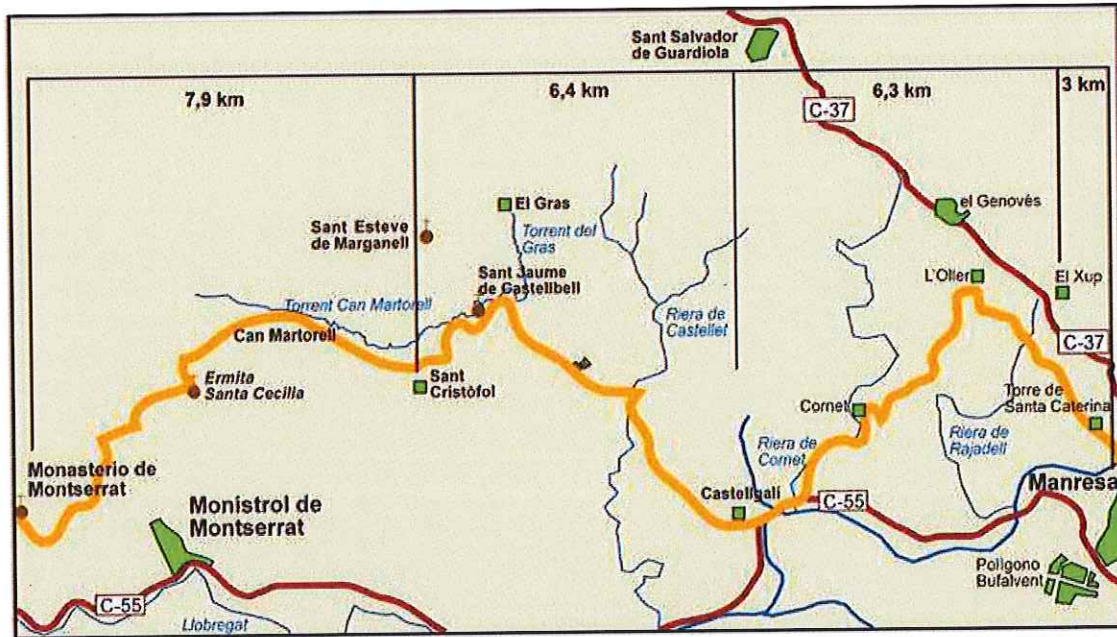 Sant Salvador
de Guardiola
7,9 km
6,4 km
6,3 km
3 km
C-37
El Gras
Sant Esteve
de Marganell
Torrent del
Gras
el Genovés
Sant Jaume
de Castellbell
L'Oller
El Xup
Torrent Can Martorell
Riera de
Castellet
Can Martorell
C-37
Ermita
Santa Cecilia
Sant
Cristòfol
Cornet
Torre de
Santa Caterina
Riera de
Cornet
Riera de
Rajadell
Monasterio de
Montserrat
Manresa
Monistrol de
Montserrat
Castellgalí
C-55
Polígono
Bufalvent
C-55
Llobregat